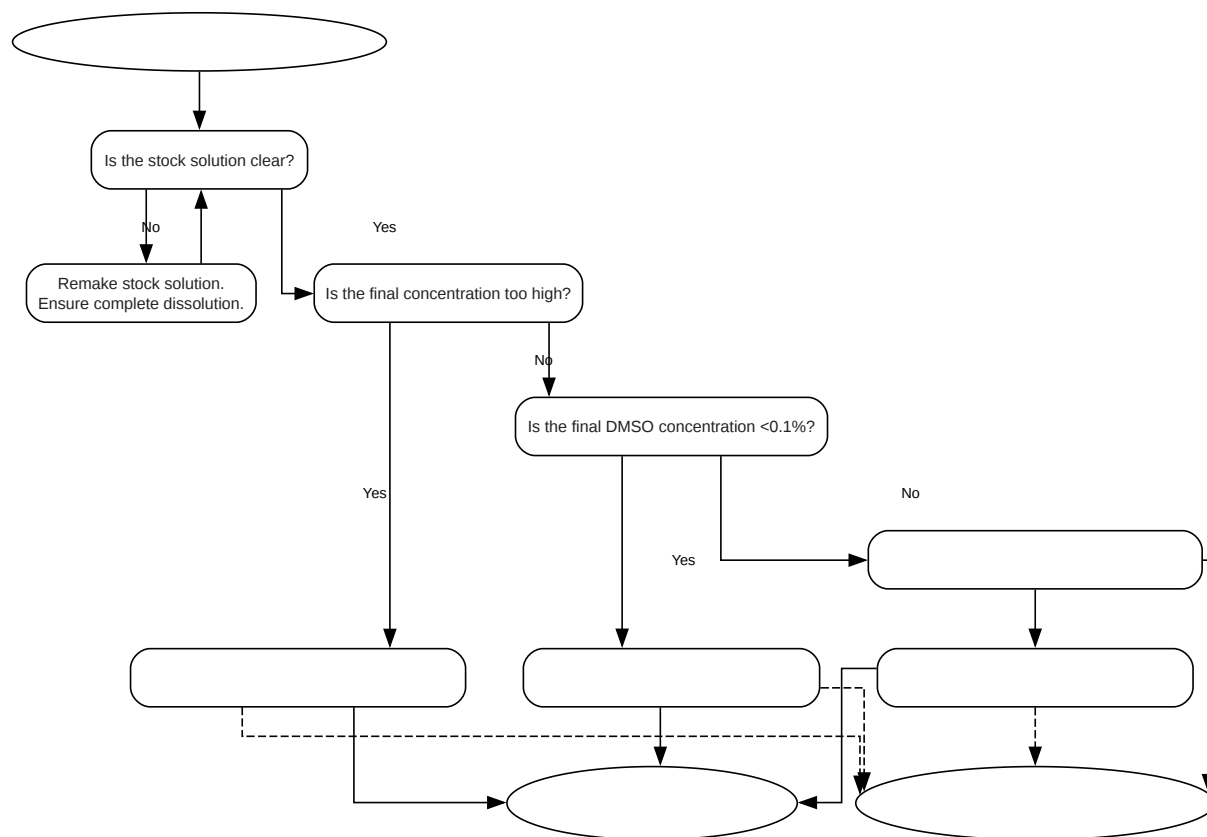 Is the stock solution clear?
No
Yes
Remake stock solution.
Ensure complete dissolution.
Is the final concentration too high?
No
Is the final DMSO concentration <0.1%?
Yes
No
Yes